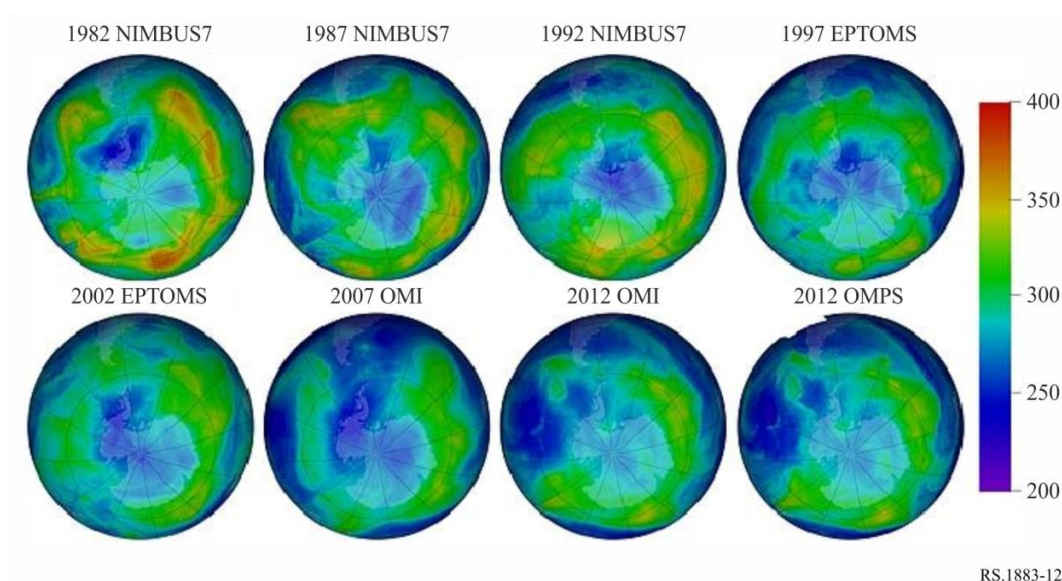 1982 NIMBUS7 1987 NIMBUS7 1992 NIMBUS7 1997 EPTOMS
400
350
2002 EPTOMS 2007 OMI 2012 OMI 2012 OMPS
300
250
200
RS.1883-12